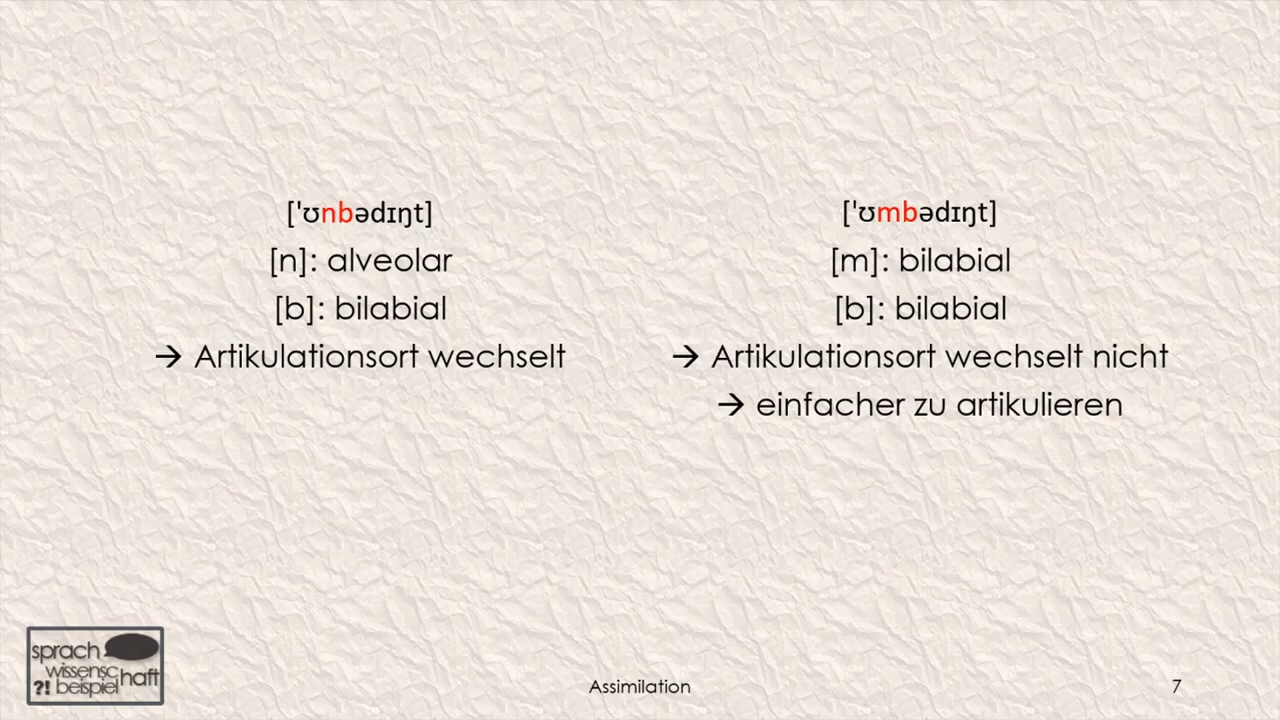 ['ʊnbədɪŋt]
[n]: alveolar
[b]: bilabial
→ Artikulationsort wechselt
['ʊmbədɪŋt]
[m]: bilabial
[b]: bilabial
→ Artikulationsort wechselt nicht
→ einfacher zu artikulieren
sprach
wissensc
haft
?! beispiel
Assimilation
7